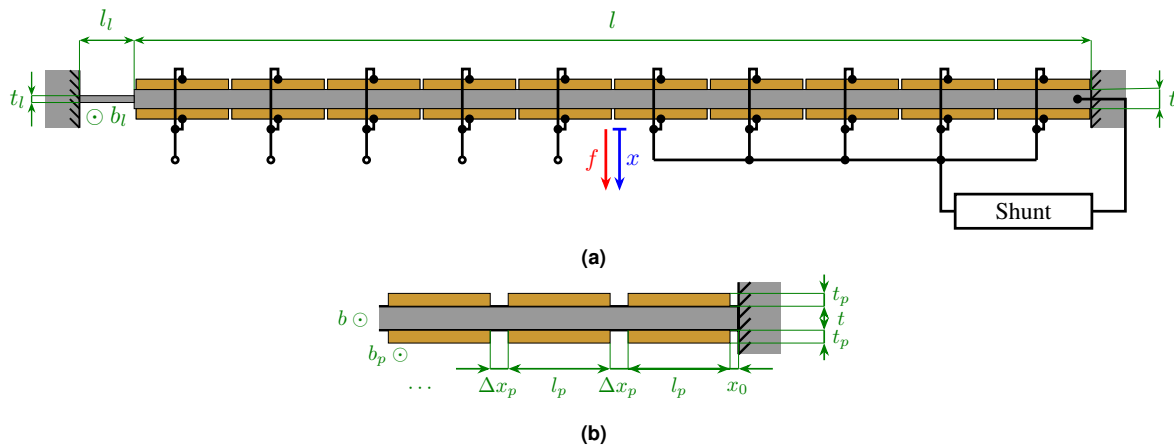 l_l l
t_l
⊙ b_l
t
f x
Shunt
(a)
t_p
b ⊙ t
b_p ⊙ t_p
... Δx_p l_p Δx_p l_p x_0
(b)